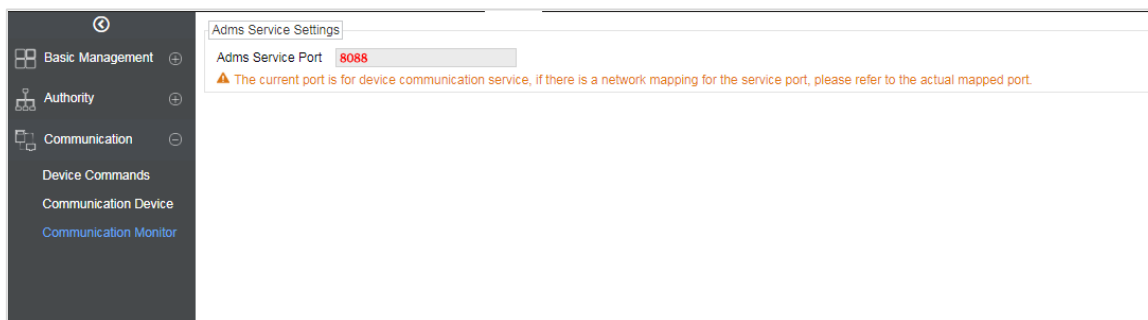 Basic Management
Authority
Communication
Device Commands
Communication Device
Communication Monitor
Adms Service Settings
Adms Service Port 8088
The current port is for device communication service, if there is a network mapping for the service port, please refer to the actual mapped port.